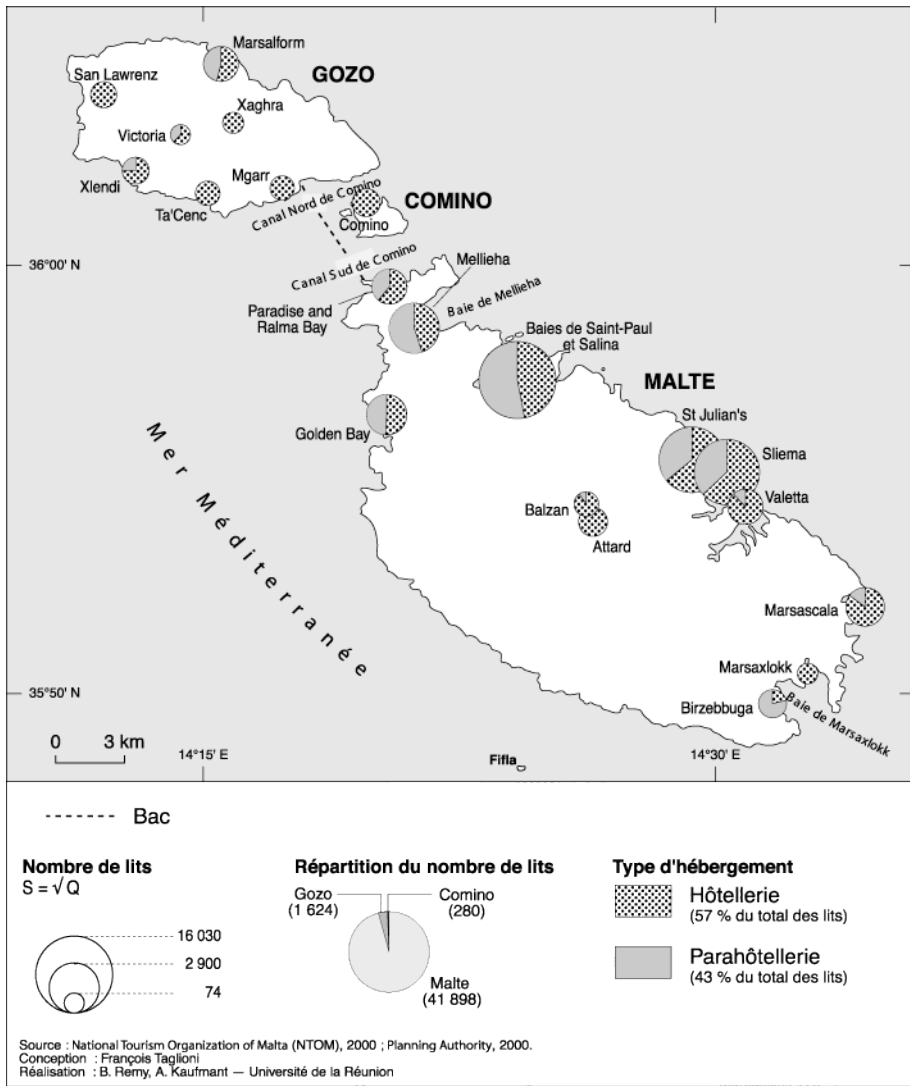 Marsalform
San Lawrenz
GOZO
Xaghra
Victoria
Xlendi
Mgarr
Ta'Cenc
Canal Nord de Comino
COMINO
Comino
36°00' N
Canal Sud de Comino
Mellieha
Paradise and
Ralma Bay
Baie de Mellieha
Baies de Saint-Paul
et Salina
MALTE
St Julian's
Golden Bay
Sliema
Mer Méditerranée
Valetta
Balzan
Attard
Marsascala
Marsaxlokk
35°50' N
Birzebbuga
Baie de Marsaxlokk
0 3 km
14°15' E
Fifla
14°30' E
Bac
Nombre de lits
S = √Q
16 030
2 900
74
Répartition du nombre de lits
Gozo
(1 624)
Comino
(280)
Malte
(41 898)
Type d'hébergement
Hôtellerie
(57 % du total des lits)
Parahôtellerie
(43 % du total des lits)
Source : National Tourism Organization of Malta (NTOM), 2000 ; Planning Authority, 2000.
Conception : François Taglioni
Réalisation : B. Remy, A. Kaufmant — Université de la Réunion